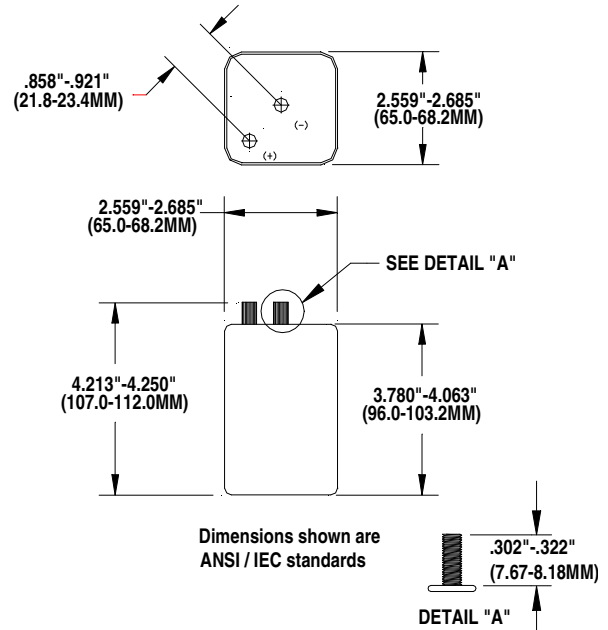 .858"-.921"
(21.8-23.4MM)
2.559"-2.685"
(65.0-68.2MM)
(-)
(+)
2.559"-2.685"
(65.0-68.2MM)
SEE DETAIL "A"
4.213"-4.250"
(107.0-112.0MM)
3.780"-4.063"
(96.0-103.2MM)
Dimensions shown are
ANSI / IEC standards
.302"-.322"
(7.67-8.18MM)
DETAIL "A"